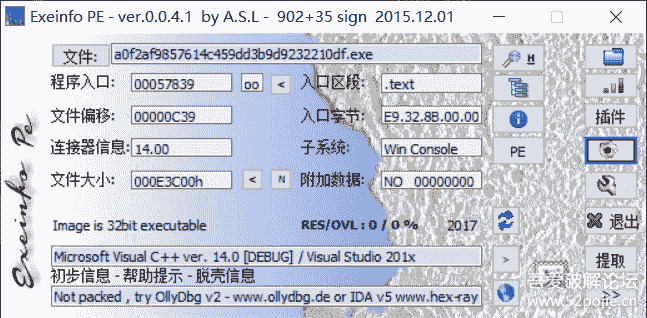 Exeinfo PE - ver.0.0.4.1 by A.S.L - 902+35 sign 2015.12.01
Exeinfo Pe
文件: a0f2af9857614c459dd3b9d9232210df.exe H
程序入口: 00057839 oo < 入口区段: .text
文件偏移: 00000C39 入口字节: E9.32.8B.00.00 插件
连接器信息: 14.00 子系统: Win Console PE
文件大小: 000E3C00h < N 附加数据: NO 00000000
Image is 32bit executable RES/OVL : 0 / 0 % 2017 退出
Microsoft Visual C++ ver. 14.0 [DEBUG] / Visual Studio 201x > 提取
初步信息 - 帮助提示 - 脱壳信息
Not packed , try OllyDbg v2 - www.ollydbg.de or IDA v5 www.hex-ray >>
吾爱破解论坛
www.52pojie.cn